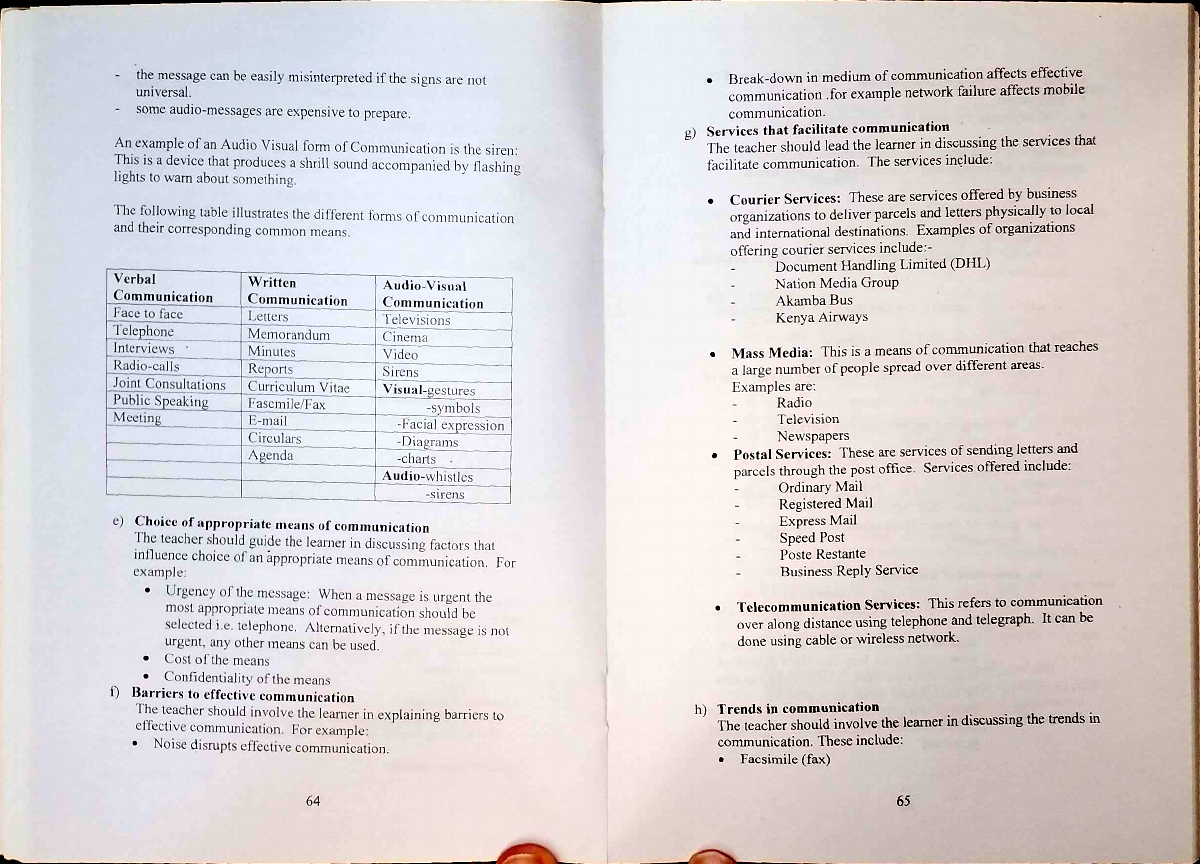 - the message can be easily misinterpreted if the signs are not
universal.
- some audio-messages are expensive to prepare.
An example of an Audio Visual form of Communication is the siren:
This is a device that produces a shrill sound accompanied by flashing
lights to warn about something.
The following table illustrates the different forms of communication
and their corresponding common means.
Verbal Communication | Written Communication | Audio-Visual Communication
Face to face | Letters | Televisions
Telephone | Memorandum | Cinema
Interviews | Minutes | Video
Radio-calls | Reports | Sirens
Joint Consultations | Curriculum Vitae | Visual-gestures
Public Speaking | Fascmile/Fax | -symbols
Meeting | E-mail | -Facial expression
Circulars | -Diagrams
Agenda | -charts
Audio-whistles
-sirens
e) Choice of appropriate means of communication
The teacher should guide the learner in discussing factors that
influence choice of an appropriate means of communication. For
example:
• Urgency of the message: When a message is urgent the
most appropriate means of communication should be
selected i.e. telephone. Alternatively, if the message is not
urgent, any other means can be used.
• Cost of the means
• Confidentiality of the means
f) Barriers to effective communication
The teacher should involve the learner in explaining barriers to
effective communication. For example:
• Noise disrupts effective communication.
64
• Break-down in medium of communication affects effective
communication .for example network failure affects mobile
communication.
g) Services that facilitate communication
The teacher should lead the learner in discussing the services that
facilitate communication. The services include:
• Courier Services: These are services offered by business
organizations to deliver parcels and letters physically to local
and international destinations. Examples of organizations
offering courier services include:-
- Document Handling Limited (DHL)
- Nation Media Group
- Akamba Bus
- Kenya Airways
• Mass Media: This is a means of communication that reaches
a large number of people spread over different areas.
Examples are:
- Radio
- Television
- Newspapers
• Postal Services: These are services of sending letters and
parcels through the post office. Services offered include:
- Ordinary Mail
- Registered Mail
- Express Mail
- Speed Post
- Poste Restante
- Business Reply Service
• Telecommunication Services: This refers to communication
over along distance using telephone and telegraph. It can be
done using cable or wireless network.
h) Trends in communication
The teacher should involve the learner in discussing the trends in
communication. These include:
• Facsimile (fax)
65